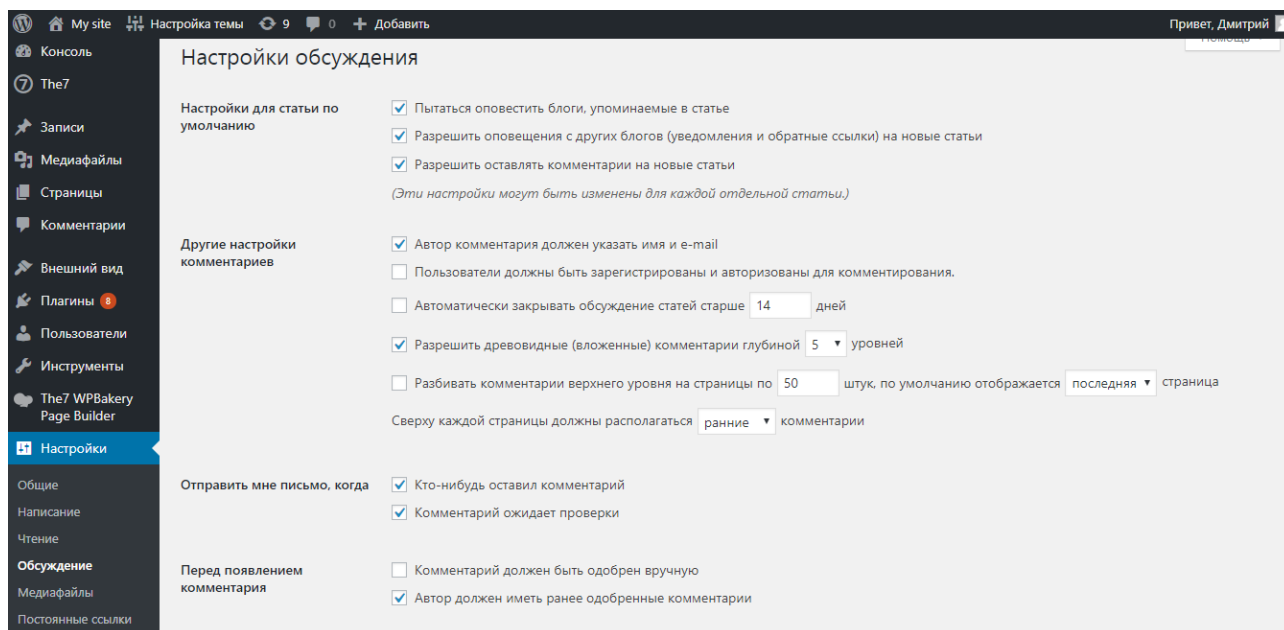 My site Настройка темы 9 0 Добавить Привет, Дмитрий
Помощь
Консоль
The7
Записи
Медиафайлы
Страницы
Комментарии
Внешний вид
Плагины 8
Пользователи
Инструменты
The7 WPBakery
Page Builder
Настройки
Общие
Написание
Чтение
Обсуждение
Медиафайлы
Постоянные ссылки
Настройки обсуждения
Настройки для статьи по
умолчанию
Пытаться оповестить блоги, упоминаемые в статье
Разрешить оповещения с других блогов (уведомления и обратные ссылки) на новые статьи
Разрешить оставлять комментарии на новые статьи
(Эти настройки могут быть изменены для каждой отдельной статьи.)
Другие настройки
комментариев
Автор комментария должен указать имя и e-mail
Пользователи должны быть зарегистрированы и авторизованы для комментирования.
Автоматически закрывать обсуждение статей старше 14 дней
Разрешить древовидные (вложенные) комментарии глубиной 5 уровней
Разбивать комментарии верхнего уровня на страницы по 50 штук, по умолчанию отображается последняя страница
Сверху каждой страницы должны располагаться ранние комментарии
Отправить мне письмо, когда
Кто-нибудь оставил комментарий
Комментарий ожидает проверки
Перед появлением
комментария
Комментарий должен быть одобрен вручную
Автор должен иметь ранее одобренные комментарии